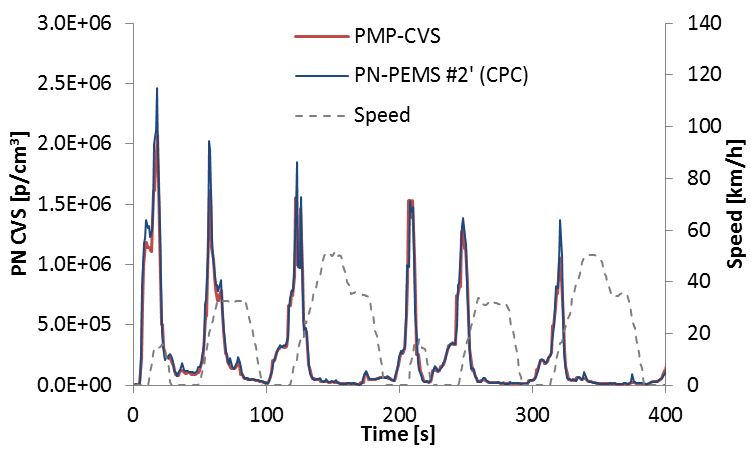 3.0E+06
2.5E+06
2.0E+06
1.5E+06
1.0E+06
5.0E+05
0.0E+00
PN CVS [p/cm³]
PMP-CVS
PN-PEMS #2' (CPC)
Speed
140
120
100
80
60
40
20
0
Speed [km/h]
0 100 200 300 400
Time [s]